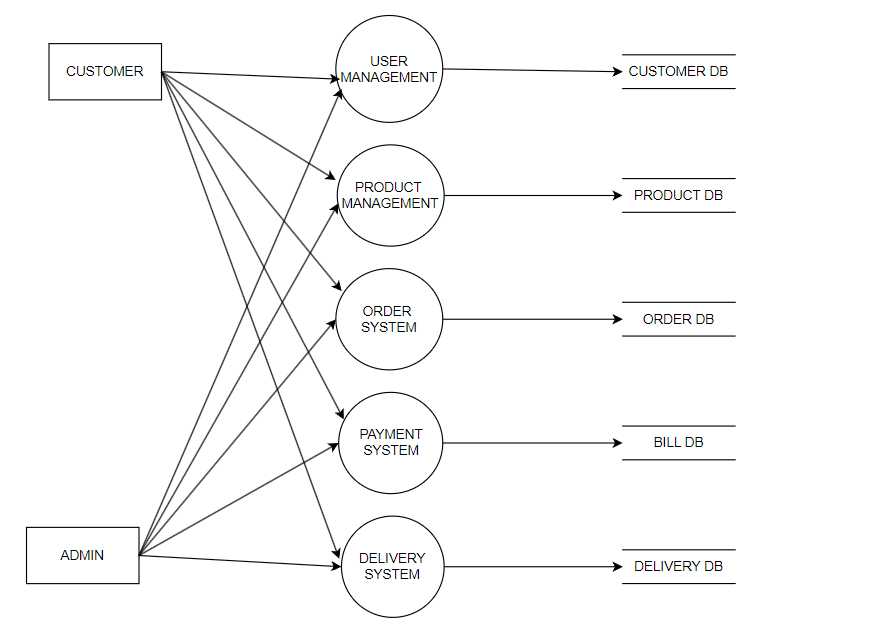 CUSTOMER
USER
MANAGEMENT
CUSTOMER DB
PRODUCT
MANAGEMENT
PRODUCT DB
ORDER
SYSTEM
ORDER DB
PAYMENT
SYSTEM
BILL DB
ADMIN
DELIVERY
SYSTEM
DELIVERY DB